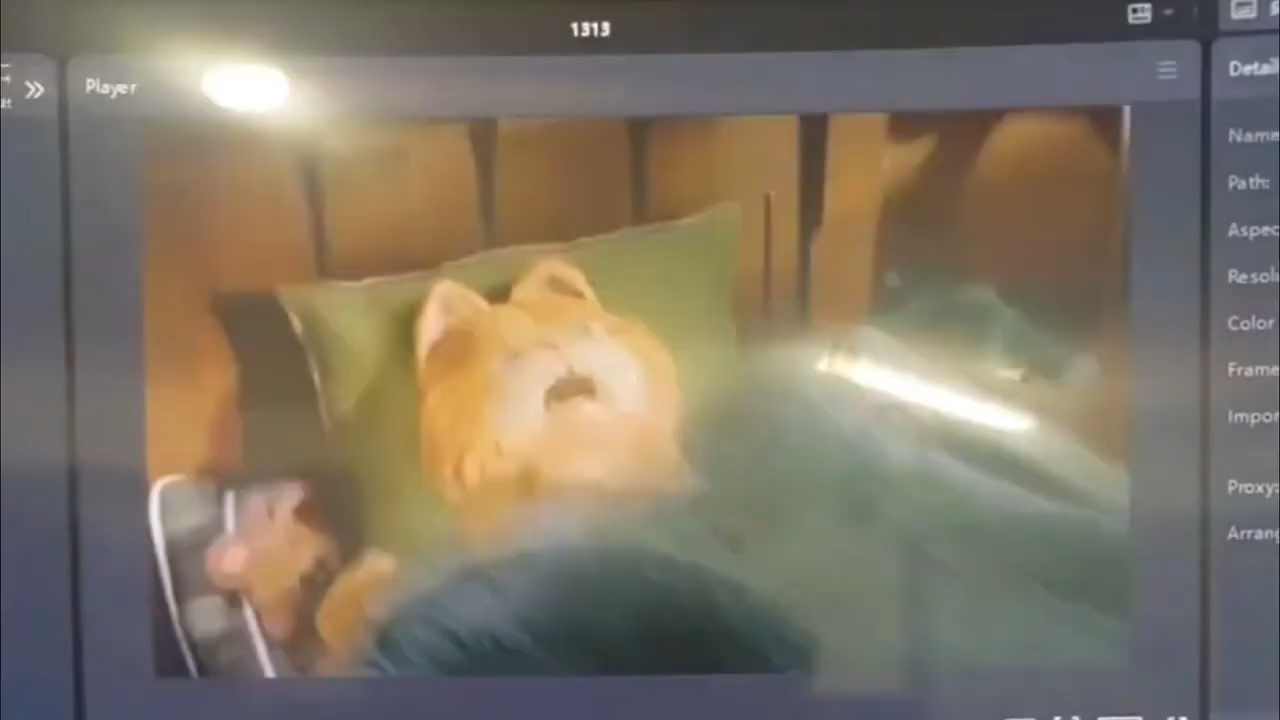 1313
Player
Detail
Name
Path:
Aspec
Resolu
Color
Frame
Impor
Proxy:
Arrang